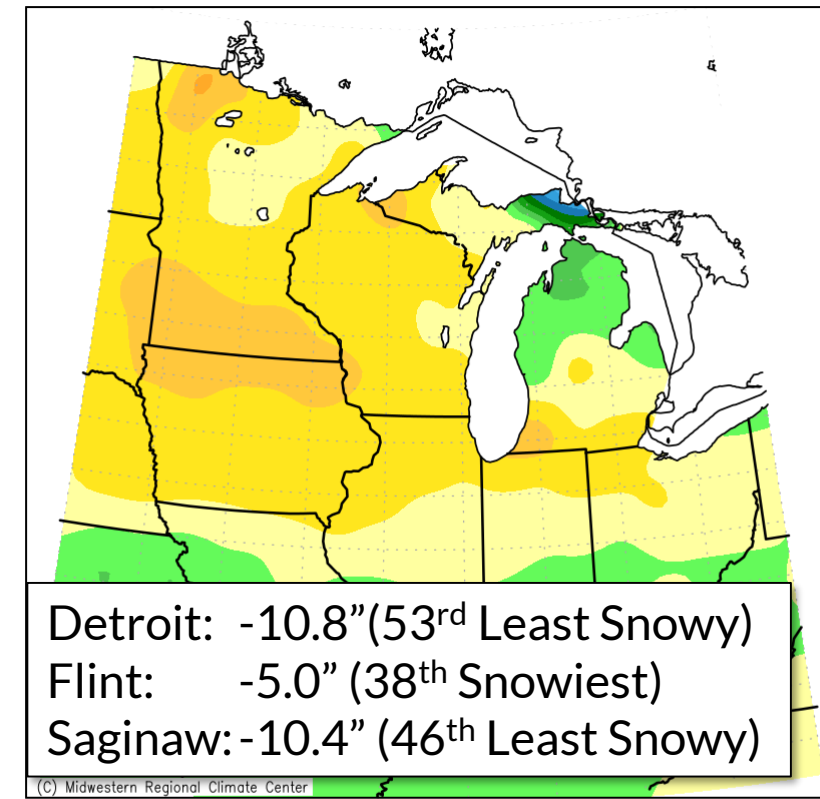 Detroit: -10.8”(53rd Least Snowy)
Flint: -5.0” (38th Snowiest)
Saginaw: -10.4” (46th Least Snowy)
(C) Midwestern Regional Climate Center